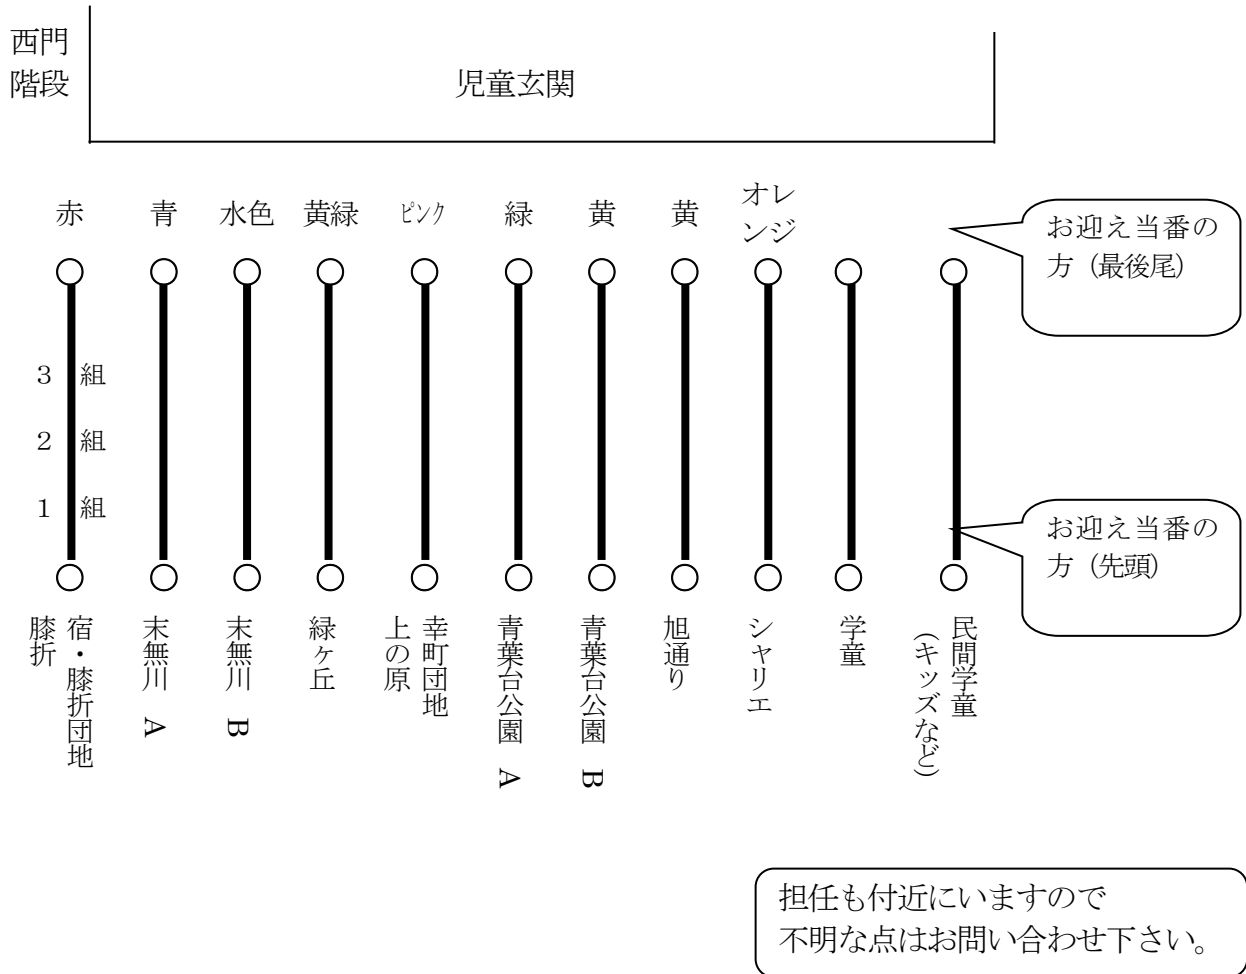 西門
階段
児童玄関
赤
青
水色
黄緑
ピンク
緑
黄
黄
オレ
ンジ
お迎え当番の
方（最後尾）
３ 組
２ 組
１ 組
お迎え当番の
方（先頭）
宿・膝折団地
膝折
末無川 A
末無川 B
緑ヶ丘
幸町団地
上の原
青葉台公園 A
青葉台公園 B
旭通り
シャリエ
学童
民間学童
（キッズなど）
担任も付近にいますので
不明な点はお問い合わせ下さい。